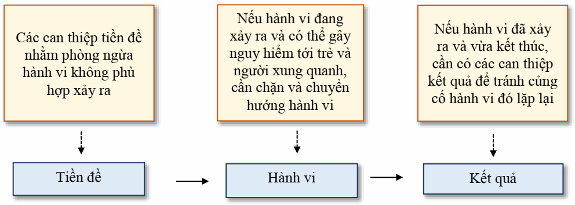 Các can thiệp tiền đề
nhằm phòng ngừa
hành vi không phù
hợp xảy ra
Nếu hành vi đang
xảy ra và có thể gây
nguy hiểm tới trẻ và
người xung quanh,
cần chặn và chuyển
hướng hành vi
Nếu hành vi đã xảy
ra và vừa kết thúc,
cần có các can thiệp
kết quả để tránh củng
cố hành vi đó lặp lại
Tiền đề
Hành vi
Kết quả